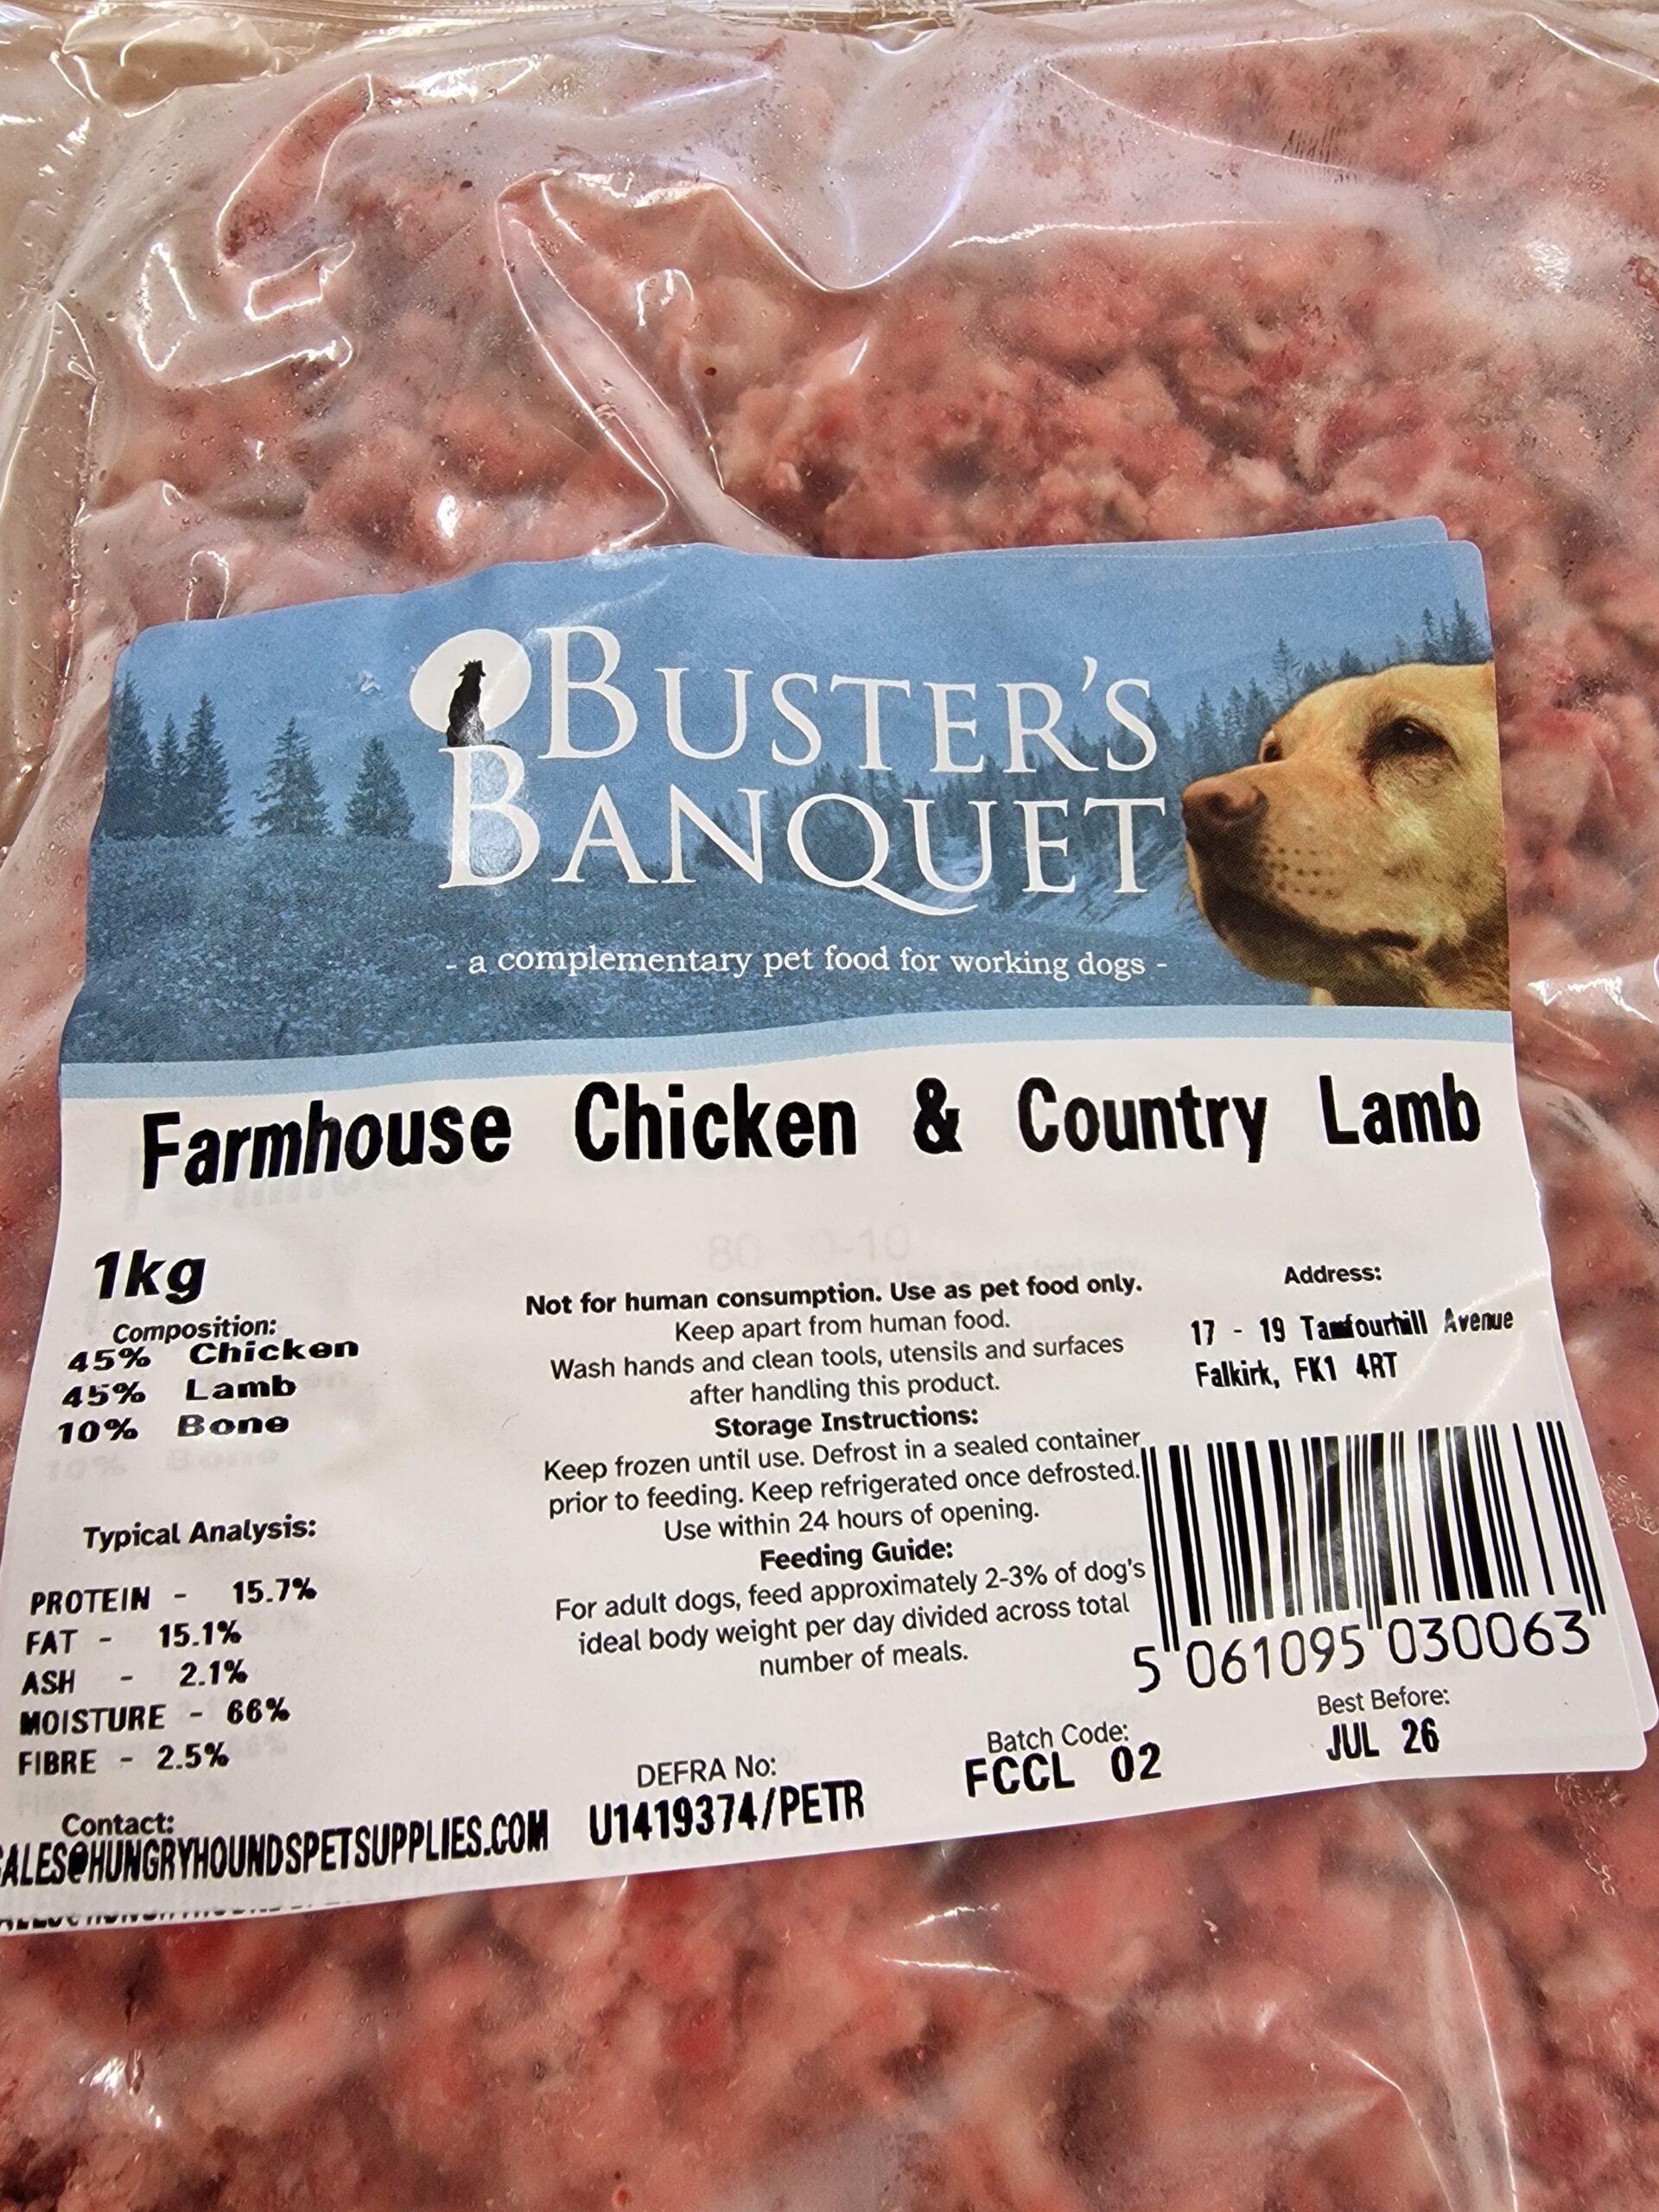 BUSTER'S
BANQUET
- a complementary pet food for working dogs -
Farmhouse Chicken & Country Lamb
1kg
Composition:
45% Chicken
45% Lamb
10% Bone
Typical Analysis:
PROTEIN - 15.7%
FAT - 15.1%
ASH - 2.1%
MOISTURE - 66%
FIBRE - 2.5%
Contact:
ALES@HUNGRYHOUNDSPETSUPPLIES.COM
Not for human consumption. Use as pet food only.
Keep apart from human food.
Wash hands and clean tools, utensils and surfaces
after handling this product.
Storage Instructions:
Keep frozen until use. Defrost in a sealed container
prior to feeding. Keep refrigerated once defrosted.
Use within 24 hours of opening.
Feeding Guide:
For adult dogs, feed approximately 2-3% of dog's
ideal body weight per day divided across total
number of meals.
DEFRA No:
U1419374/PETR
Batch Code:
FCCL 02
Address:
17 - 19 Tamfourhill Avenue
Falkirk, FK1 4RT
5 061095 030063
Best Before:
JUL 26